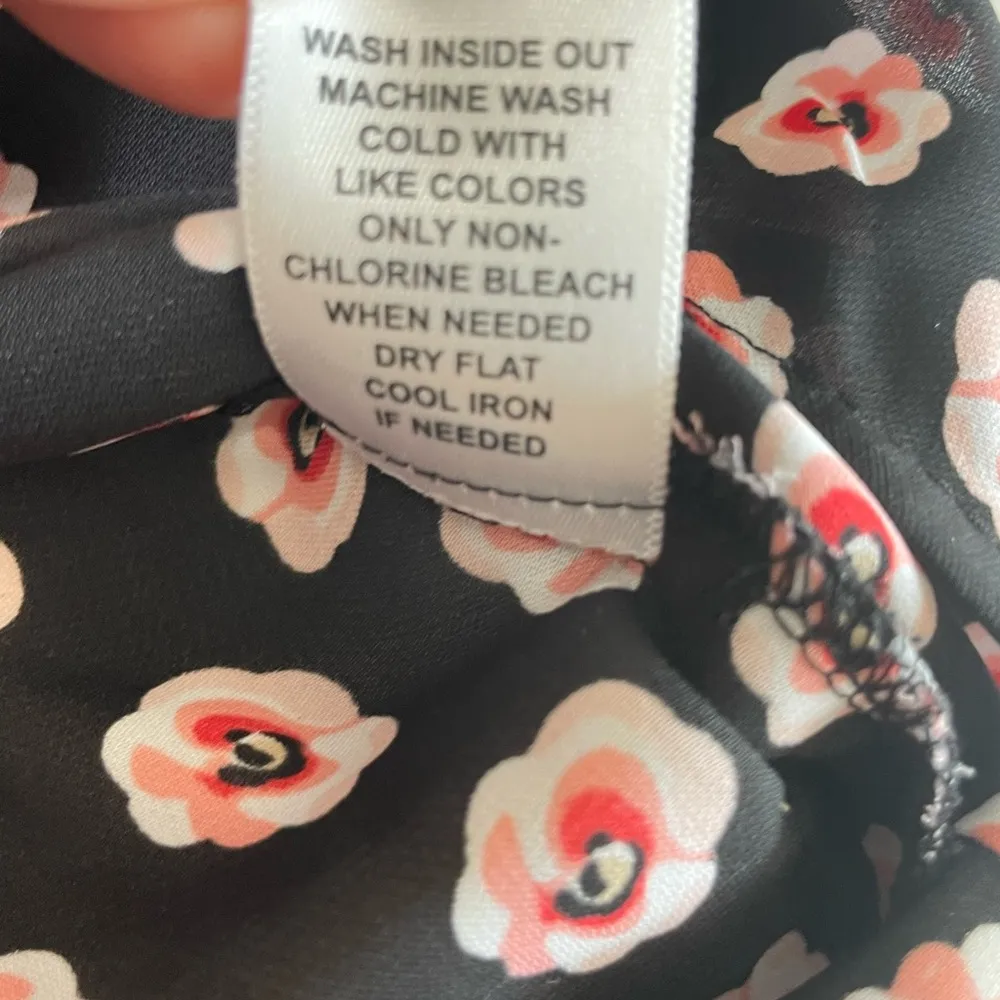 WASH INSIDE OUT
MACHINE WASH
COLD WITH
LIKE COLORS
ONLY NON-
CHLORINE BLEACH
WHEN NEEDED
DRY FLAT
COOL IRON
IF NEEDED